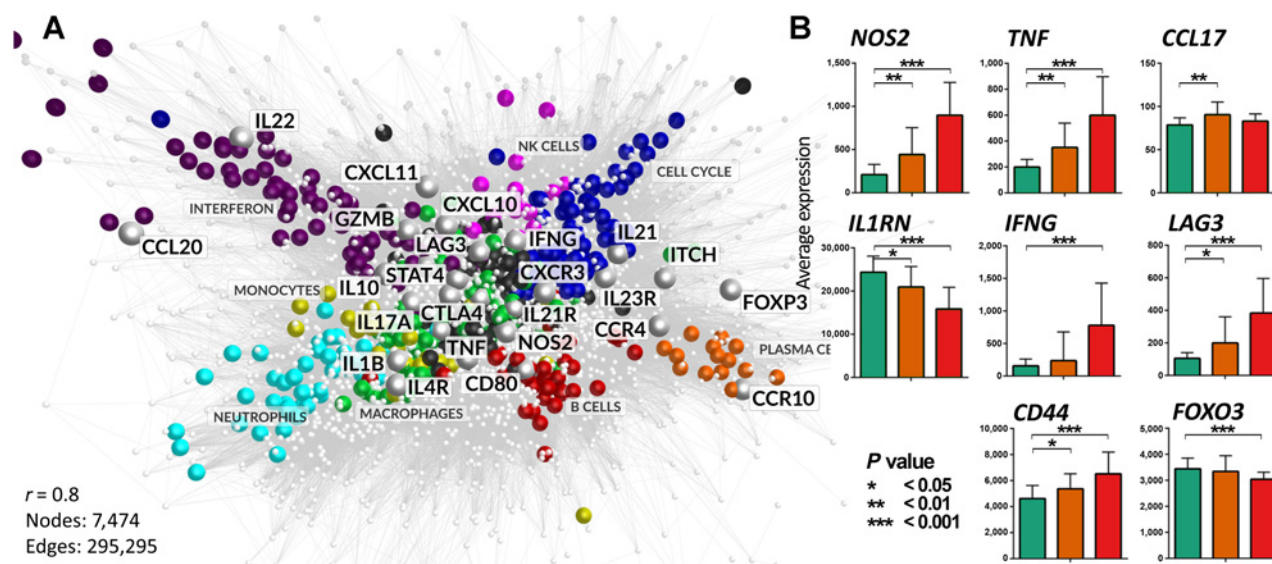 A
IL22
NK CELLS
CXCL11
CELL CYCLE
INTERFERON
GZMB
CXCL10
LAG3
IFNG
IL21
CCL20
ITCH
STAT4
CXCR3
IL10
MONOCYTES
IL23R
FOXP3
CTLA4
IL21R
IL17A
CCR4
TNF
NOS2
PLASMA CE
IL1B
IL4R
CD80
CCR10
NEUTROPHILS
MACROPHAGES
B CELLS
r = 0.8
Nodes: 7,474
Edges: 295,295
B
Average expression
NOS2
1,500
1,000
500
0
***
**
TNF
1,000
800
600
400
200
0
***
**
CCL17
150
100
50
0
**
IL1RN
30,000
20,000
10,000
0
***
*
IFNG
2,000
1,500
1,000
500
0
***
LAG3
800
600
400
200
0
***
*
CD44
10,000
8,000
6,000
4,000
2,000
0
***
*
FOXO3
5,000
4,000
3,000
2,000
1,000
0
***
P value
* < 0.05
** < 0.01
*** < 0.001